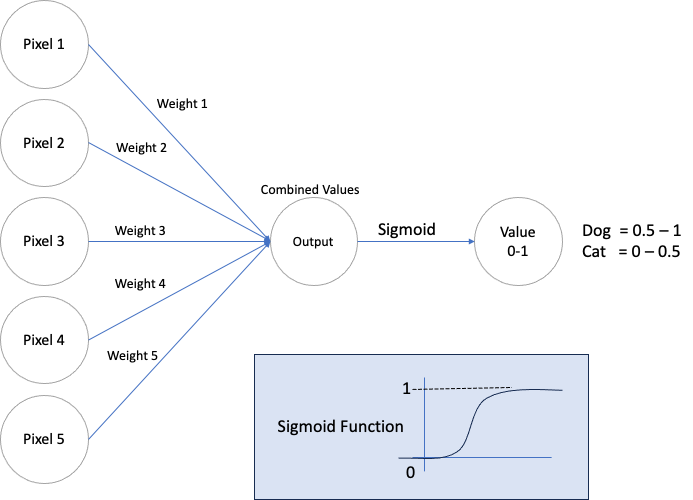 Pixel 1
Weight 1
Pixel 2
Weight 2
Combined Values
Pixel 3
Weight 3
Output
Sigmoid
Value
0-1
Dog  = 0.5 – 1
Cat   = 0 – 0.5
Weight 4
Pixel 4
Weight 5
Pixel 5
Sigmoid Function
1
0